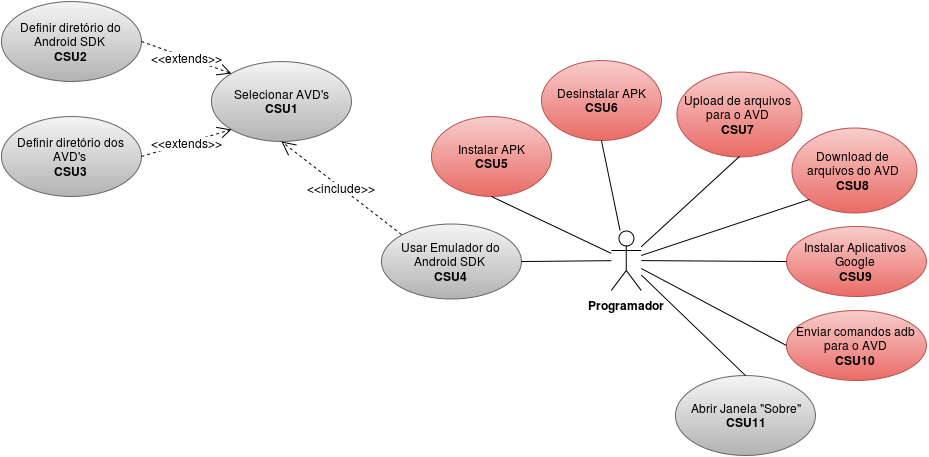 Definir diretório do
Android SDK
CSU2
<<extends>>
Selecionar AVD's
CSU1
Definir diretório dos
AVD's
CSU3
<<extends>>
<<include>>
Usar Emulador do
Android SDK
CSU4
Instalar APK
CSU5
Desinstalar APK
CSU6
Upload de arquivos
para o AVD
CSU7
Download de
arquivos do AVD
CSU8
Instalar Aplicativos
Google
CSU9
Programador
Enviar comandos adb
para o AVD
CSU10
Abrir Janela "Sobre"
CSU11